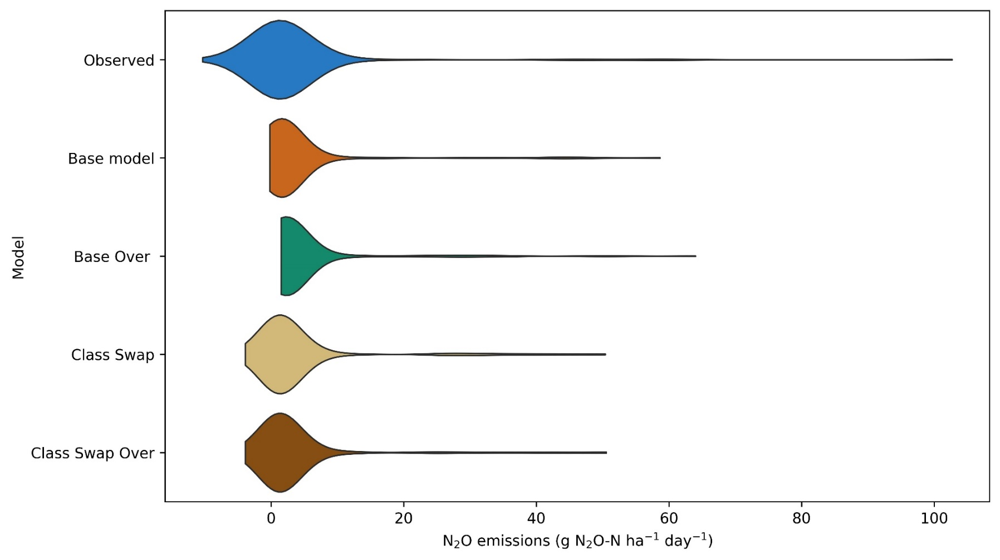 Observed
Base model
Base Over
Class Swap
Class Swap Over
Model
0 20 40 60 80 100
N₂O emissions (g N₂O-N ha⁻¹ day⁻¹)